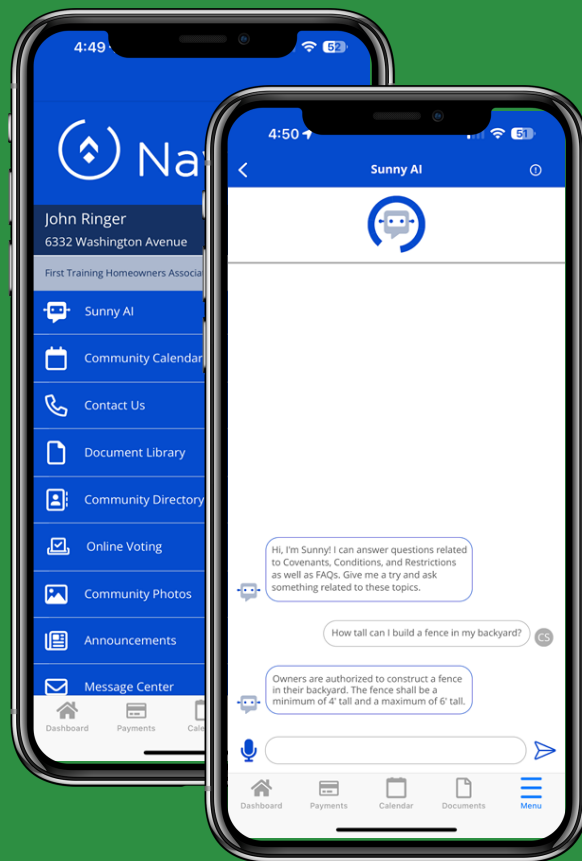 4:49
52
Na
John Ringer
6332 Washington Avenue
First Training Homeowners
Sunny AI
Community Calendar
Contact Us
Document Library
Community Directory
Online Voting
Community Photos
Announcements
Message Center
Dashboard
Payments
4:50
51
Sunny AI
Hi, I'm Sunny! I can answer questions related
to Covenants, Conditions, and Restrictions
as well as FAQs. Give me a try and ask
something related to these topics.
How tall can I build a fence in my backyard?
CS
Owners are authorized to construct a fence
in their backyard. The fence shall be a
minimum of 4' tall and a maximum of 6' tall.
Dashboard
Payments
Calendar
Documents
Menu